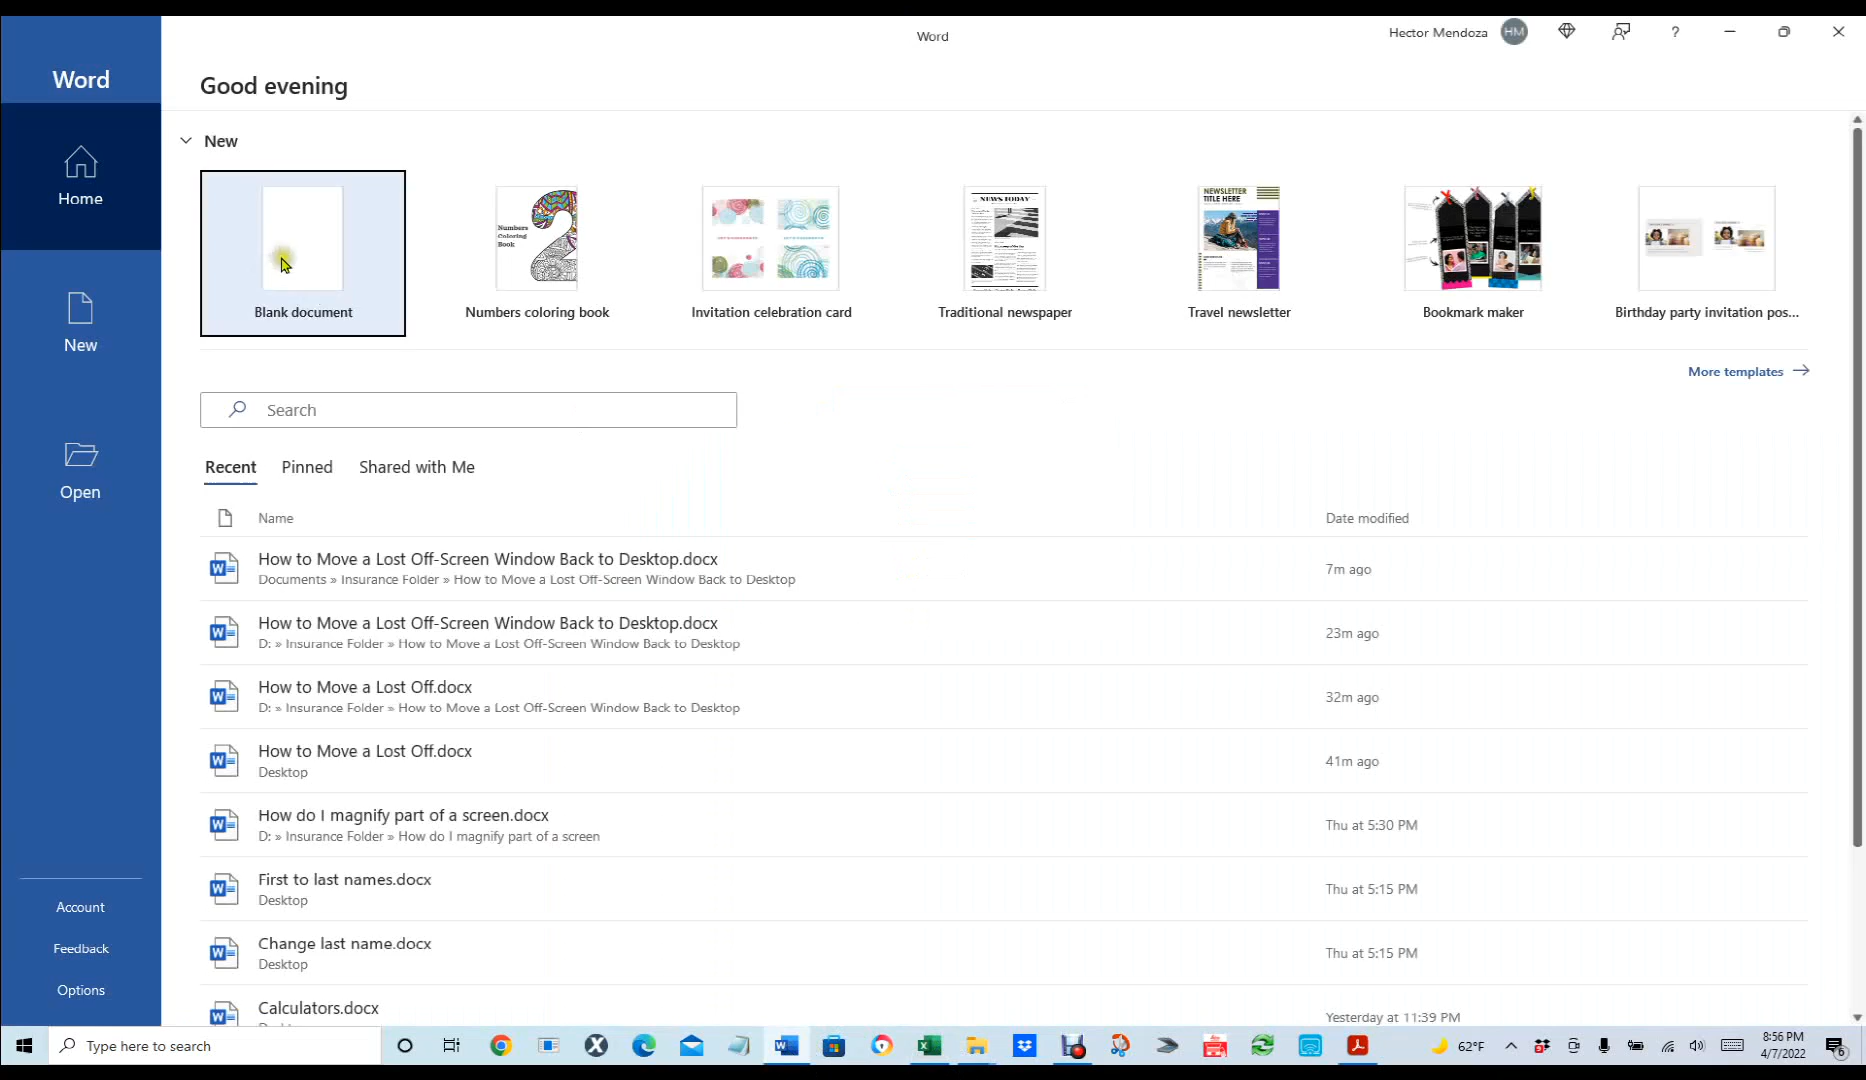 Word
Hector Mendoza
HM
?
Word
Good evening
Home
New
Open
Account
Feedback
Options
New
Blank document
Numbers
Coloring
Book
Numbers coloring book
Invitation celebration card
NEWS TODAY
Traditional newspaper
NEWSLETTER
TITLE HERE
Travel newsletter
Bookmark maker
Birthday party invitation pos...
More templates
Search
Recent Pinned Shared with Me
Name Date modified
How to Move a Lost Off-Screen Window Back to Desktop.docx
Documents » Insurance Folder » How to Move a Lost Off-Screen Window Back to Desktop
7m ago
How to Move a Lost Off-Screen Window Back to Desktop.docx
D: » Insurance Folder » How to Move a Lost Off-Screen Window Back to Desktop
23m ago
How to Move a Lost Off.docx
D: » Insurance Folder » How to Move a Lost Off-Screen Window Back to Desktop
32m ago
How to Move a Lost Off.docx
Desktop
41m ago
How do I magnify part of a screen.docx
D: » Insurance Folder » How do I magnify part of a screen
Thu at 5:30 PM
First to last names.docx
Desktop
Thu at 5:15 PM
Change last name.docx
Desktop
Thu at 5:15 PM
Calculators.docx
Yesterday at 11:39 PM
Type here to search
62°F
8:56 PM
4/7/2022
6